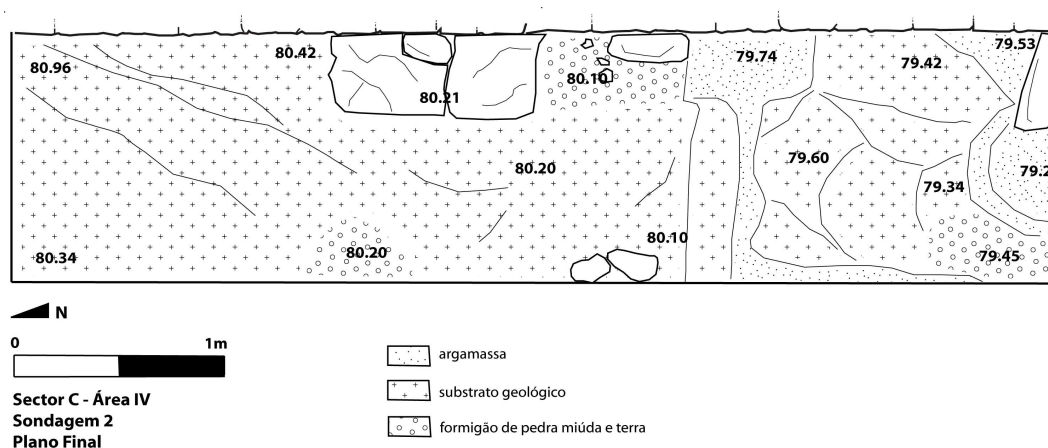 80.96
80.42
80.21
80.10
79.74
79.42
79.53
80.20
79.60
79.34
79.2
80.34
80.20
80.10
79.45
N
0 1m
Sector C - Área IV
Sondagem 2
Plano Final
argamassa
substrato geológico
formigão de pedra miúda e terra